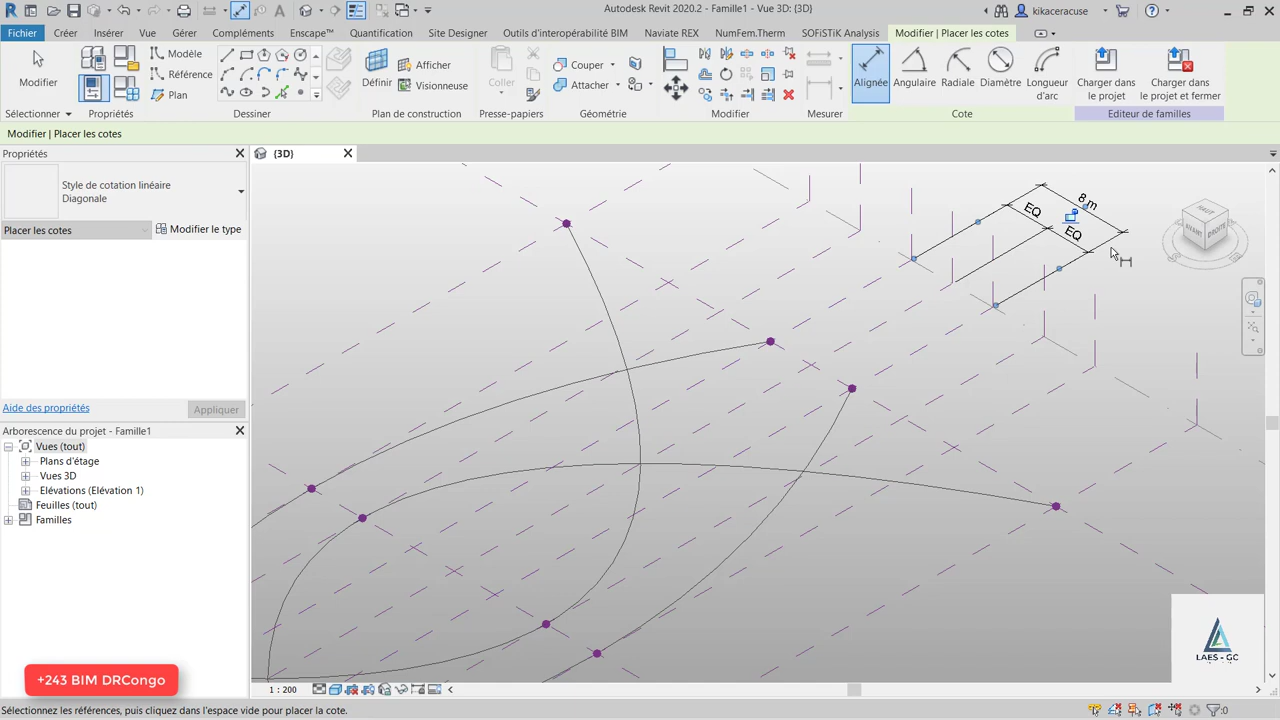 Autodesk Revit 2020.2 - Famille1 - Vue 3D: {3D}
kikaceracuse
Fichier Créer Insérer Vue Gérer Compléments Enscape™ Quantification Site Designer Outils d'interopérabilité BIM Naviate REX NumFem.Therm SOFiSTiK Analysis Modifier | Placer les cotes
Modifier
Modèle
Référence
Plan
Définir
Afficher
Visionneuse
Coller
Couper
Attacher
Alignée
Angulaire
Radiale
Diamètre
Longueur
d'arc
Charger dans
le projet
Charger dans
le projet et fermer
Sélectionner
Propriétés
Dessiner
Plan de construction
Presse-papiers
Géométrie
Modifier
Mesurer
Cote
Editeur de familles
Modifier | Placer les cotes
Propriétés
{3D}
Style de cotation linéaire
Diagonale
Placer les cotes
Modifier le type
8 m
EQ
EQ
HAUT
AVANT
DROITE
Aide des propriétés
Appliquer
Arborescence du projet - Famille1
Vues (tout)
Plans d'étage
Vues 3D
Elévations (Elévation 1)
Feuilles (tout)
Familles
LAES - GC
+243 BIM DRCongo
1 : 200
Sélectionnez les références, puis cliquez dans l'espace vide pour placer la cote.
:0